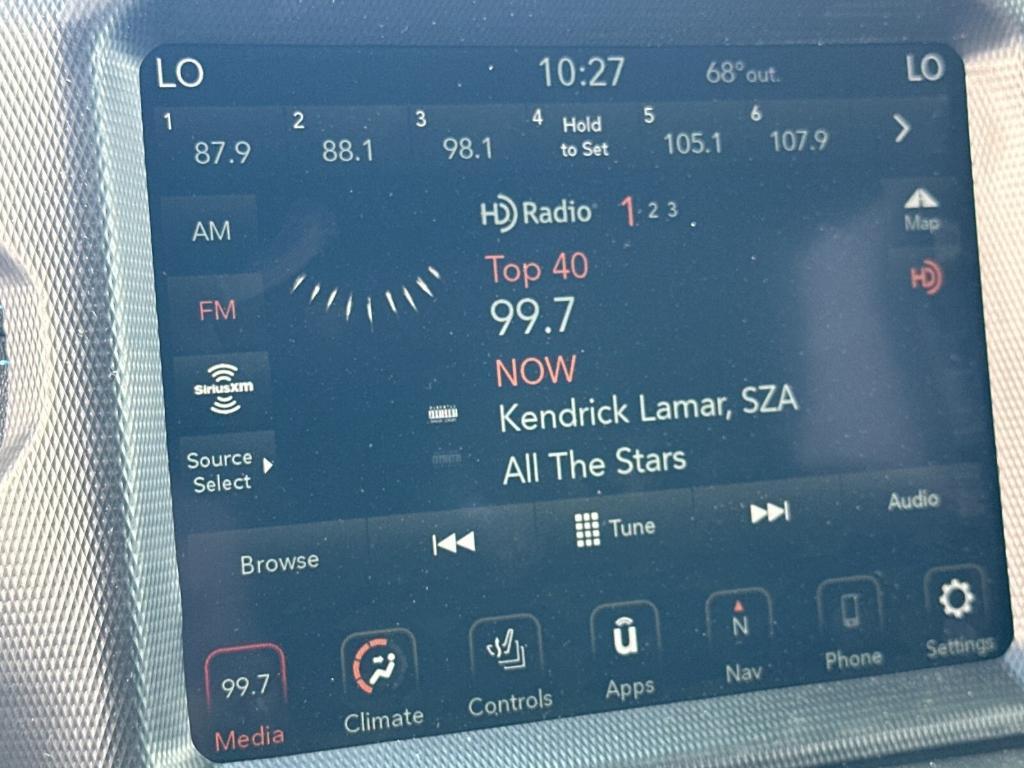 LO 10:27 68° out. LO
1 87.9 2 88.1 3 98.1 4 Hold to Set 5 105.1 6 107.9
HD Radio 1 2 3
Map
AM
Top 40
HD
FM
99.7
NOW
SiriusXM
Kendrick Lamar, SZA
Source Select
All The Stars
Browse Tune Audio
99.7 N
Media Climate Controls Apps Nav Phone Settings